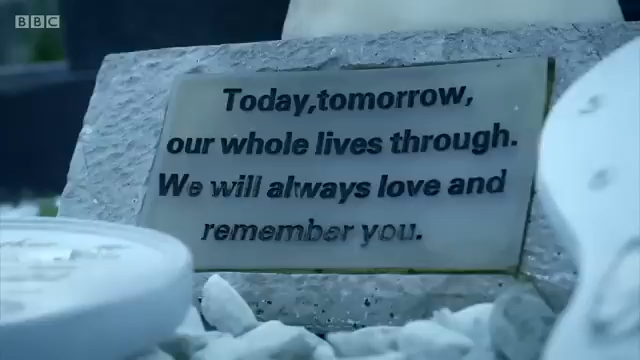 BBC
Today,tomorrow,
our whole lives through.
We will always love and
remember you.